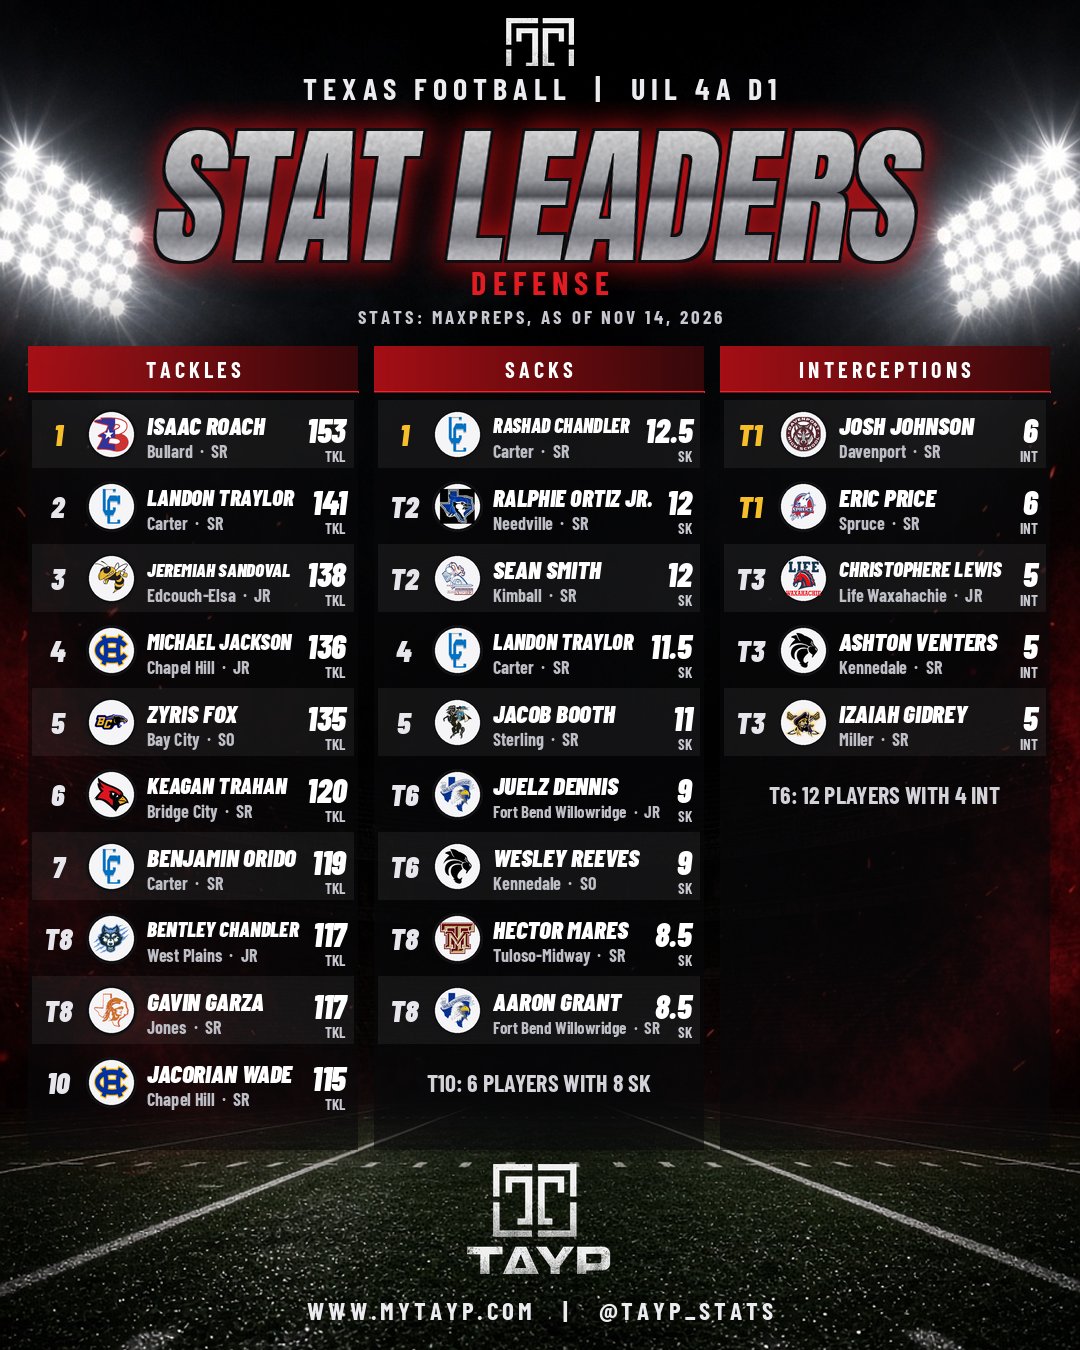 TEXAS FOOTBALL | UIL 4A D1
STAT LEADERS
DEFENSE
STATS: MAXPREPS, AS OF NOV 14, 2026
TACKLES
1 ISAAC ROACH 153
Bullard · SR TKL
2 LANDON TRAYLOR 141
Carter · SR TKL
3 JEREMIAH SANDOVAL 138
Edcouch-Elsa · JR TKL
4 MICHAEL JACKSON 136
Chapel Hill · JR TKL
5 ZYRIS FOX 135
Bay City · SO TKL
6 KEAGAN TRAHAN 120
Bridge City · SR TKL
7 BENJAMIN ORIDO 119
Carter · SR TKL
T8 BENTLEY CHANDLER 117
West Plains · JR TKL
T8 GAVIN GARZA 117
Jones · SR TKL
10 JACORIAN WADE 115
Chapel Hill · SR TKL
SACKS
1 RASHAD CHANDLER 12.5
Carter · SR SK
T2 RALPHIE ORTIZ JR. 12
Needville · SR SK
T2 SEAN SMITH 12
Kimball · SR SK
4 LANDON TRAYLOR 11.5
Carter · SR SK
5 JACOB BOOTH 11
Sterling · SR SK
T6 JUELZ DENNIS 9
Fort Bend Willowridge · JR SK
T6 WESLEY REEVES 9
Kennedale · SO SK
T8 HECTOR MARES 8.5
Tuloso-Midway · SR SK
T8 AARON GRANT 8.5
Fort Bend Willowridge · SR SK
T10: 6 PLAYERS WITH 8 SK
INTERCEPTIONS
T1 JOSH JOHNSON 6
Davenport · SR INT
T1 ERIC PRICE 6
Spruce · SR INT
T3 CHRISTOPHERE LEWIS 5
Life Waxahachie · JR INT
T3 ASHTON VENTERS 5
Kennedale · SR INT
T3 IZAIAH GIDREY 5
Miller · SR INT
T6: 12 PLAYERS WITH 4 INT
TAYP
WWW.MYTAYP.COM | @TAYP_STATS